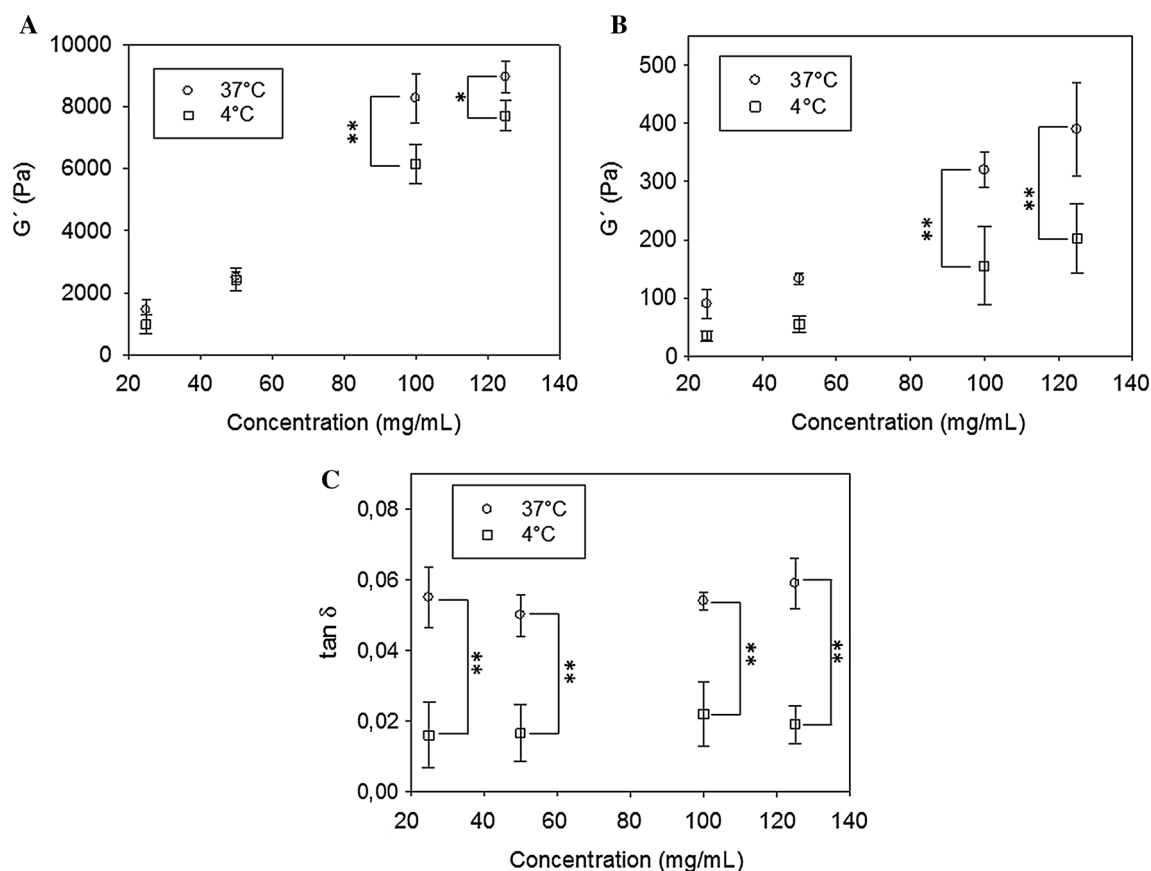 A
10000
8000
6000
4000
2000
0
G´ (Pa)
37°C
4°C
**
*
20 40 60 80 100 120 140
Concentration (mg/mL)
B
500
400
300
200
100
0
G´ (Pa)
37°C
4°C
**
**
20 40 60 80 100 120 140
Concentration (mg/mL)
C
0,08
0,06
0,04
0,02
0,00
tan δ
37°C
4°C
**
**
**
**
20 40 60 80 100 120 140
Concentration (mg/mL)